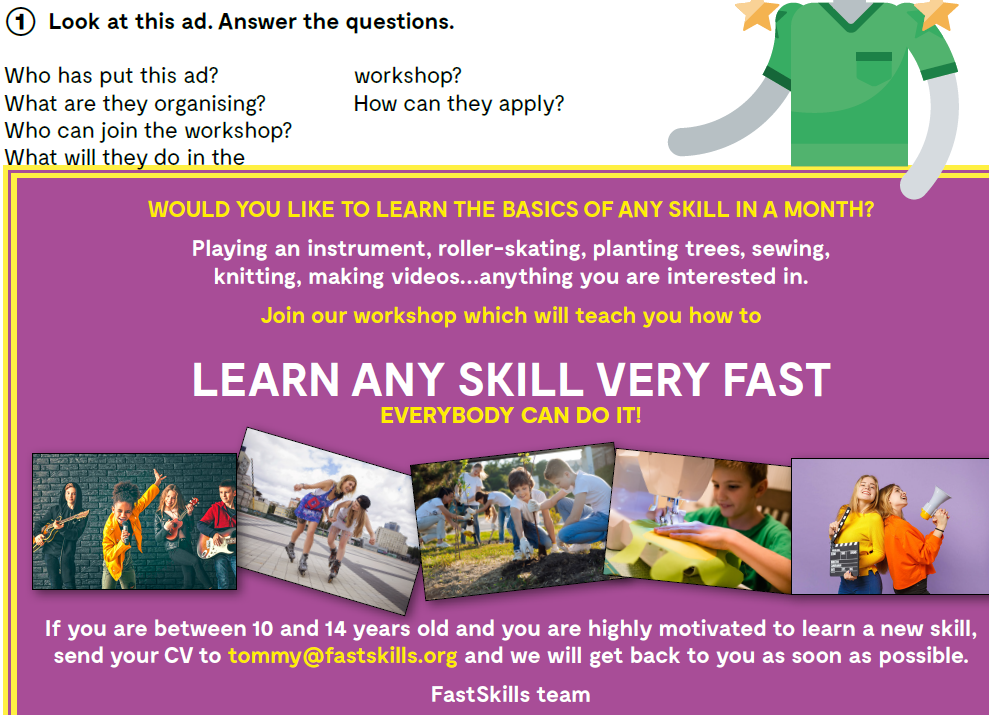 1 Look at this ad. Answer the questions.
Who has put this ad?
What are they organising?
Who can join the workshop?
What will they do in the
workshop?
How can they apply?
WOULD YOU LIKE TO LEARN THE BASICS OF ANY SKILL IN A MONTH?
Playing an instrument, roller-skating, planting trees, sewing,
knitting, making videos...anything you are interested in.
Join our workshop which will teach you how to
LEARN ANY SKILL VERY FAST
EVERYBODY CAN DO IT!
If you are between 10 and 14 years old and you are highly motivated to learn a new skill,
send your CV to tommy@fastskills.org and we will get back to you as soon as possible.
FastSkills team